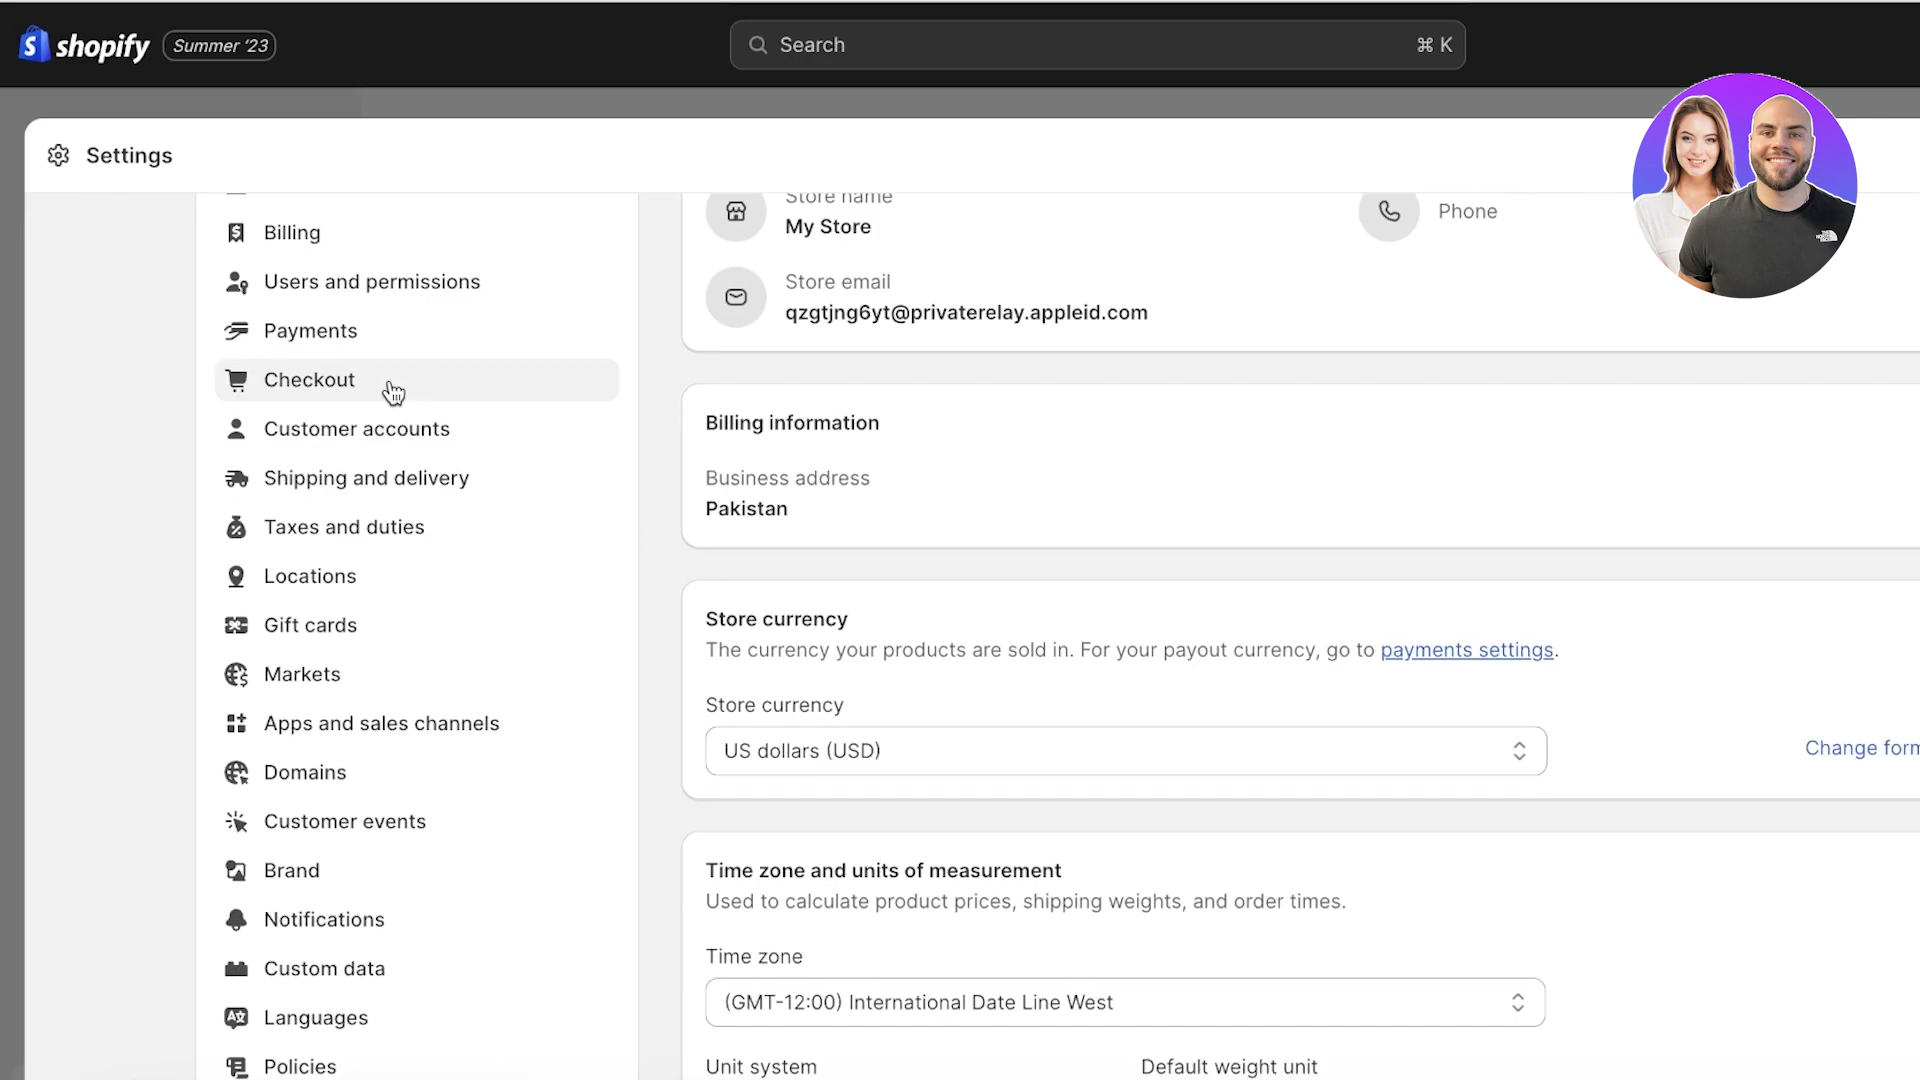 shopify
Summer '23
Search
⌘ K
Settings
Billing
Users and permissions
Payments
Checkout
Customer accounts
Shipping and delivery
Taxes and duties
Locations
Gift cards
Markets
Apps and sales channels
Domains
Customer events
Brand
Notifications
Custom data
Languages
Policies
Store name
My Store
Phone
Store email
qzgtjng6yt@privaterelay.appleid.com
Billing information
Business address
Pakistan
Store currency
The currency your products are sold in. For your payout currency, go to payments settings.
Store currency
US dollars (USD)
Change form
Time zone and units of measurement
Used to calculate product prices, shipping weights, and order times.
Time zone
(GMT-12:00) International Date Line West
Unit system
Default weight unit